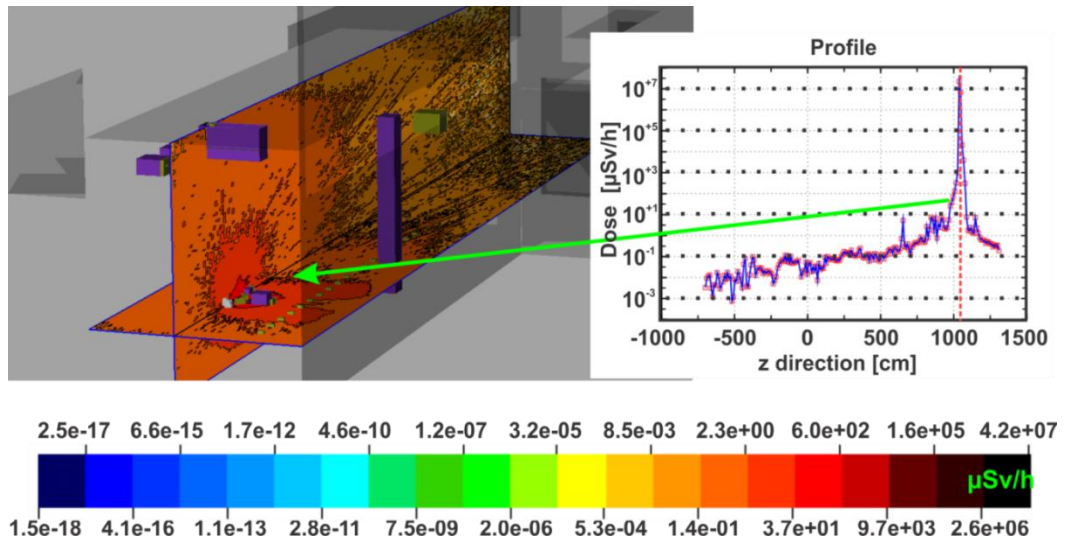 Profile
Dose [µSv/h]
10+7
10+5
10+3
10+1
10-1
10-3
-1000 -500 0 500 1000 1500
z direction [cm]
2.5e-17 6.6e-15 1.7e-12 4.6e-10 1.2e-07 3.2e-05 8.5e-03 2.3e+00 6.0e+02 1.6e+05 4.2e+07
µSv/h
1.5e-18 4.1e-16 1.1e-13 2.8e-11 7.5e-09 2.0e-06 5.3e-04 1.4e-01 3.7e+01 9.7e+03 2.6e+06